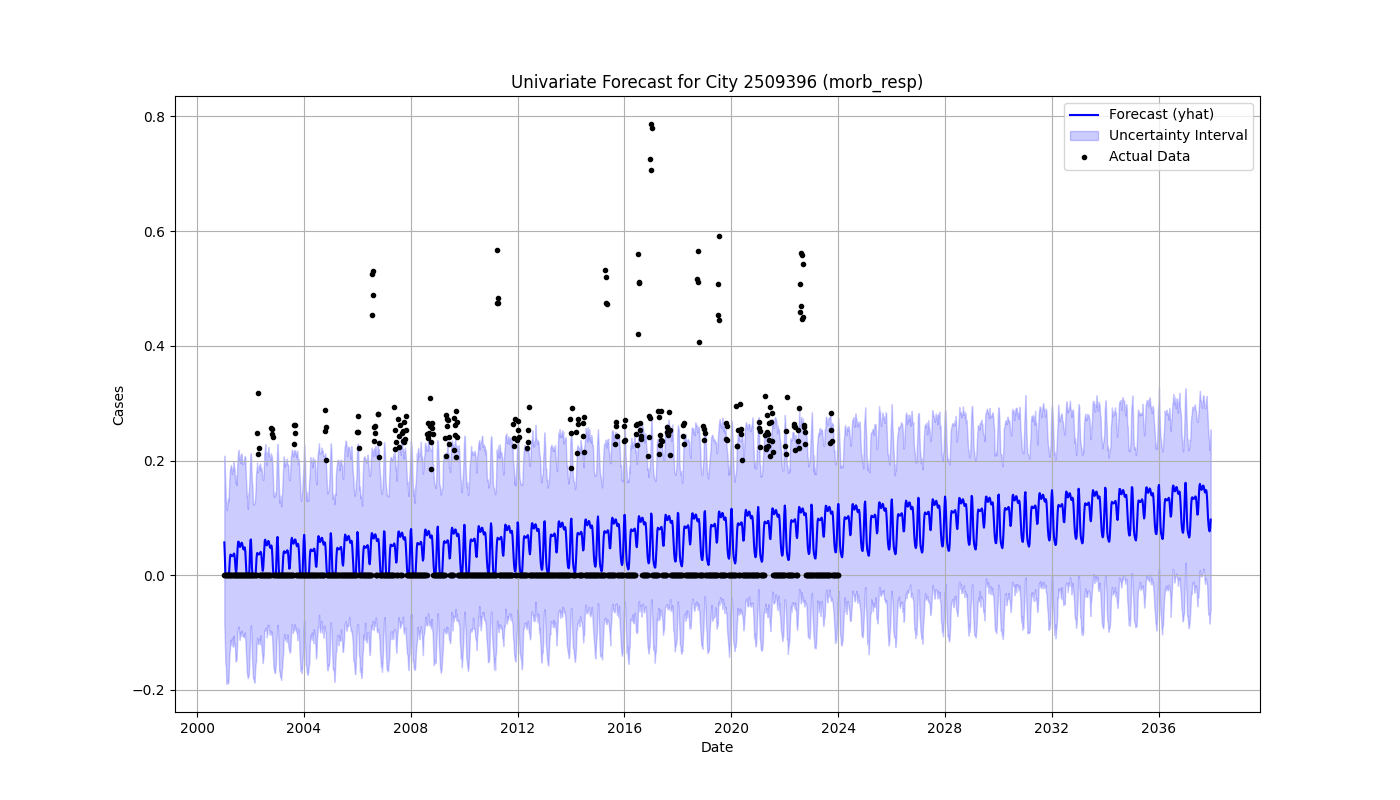 Univariate Forecast for City 2509396 (morb_resp)
Forecast (yhat)
Uncertainty Interval
Actual Data
Cases
0.8
0.6
0.4
0.2
0.0
−0.2
2000 2004 2008 2012 2016 2020 2024 2028 2032 2036
Date